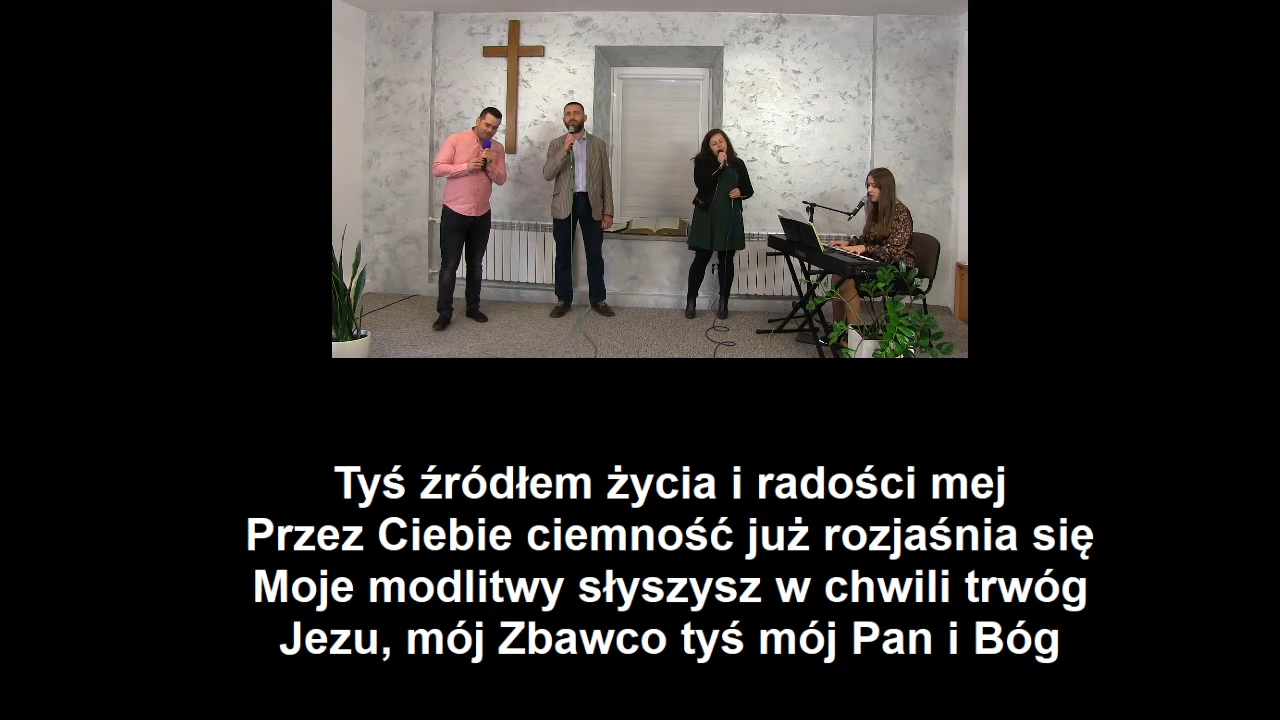 Tyś źródłem życia i radości mej
Przez Ciebie ciemność już rozjaśnia się
Moje modlitwy słyszysz w chwili trwóg
Jezu, mój Zbawco tyś mój Pan i Bóg